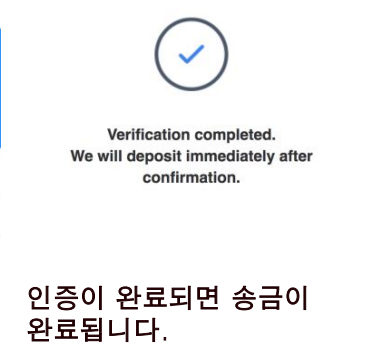 Verification completed.
We will deposit immediately after
confirmation.
인증이 완료되면 송금이
완료됩니다.